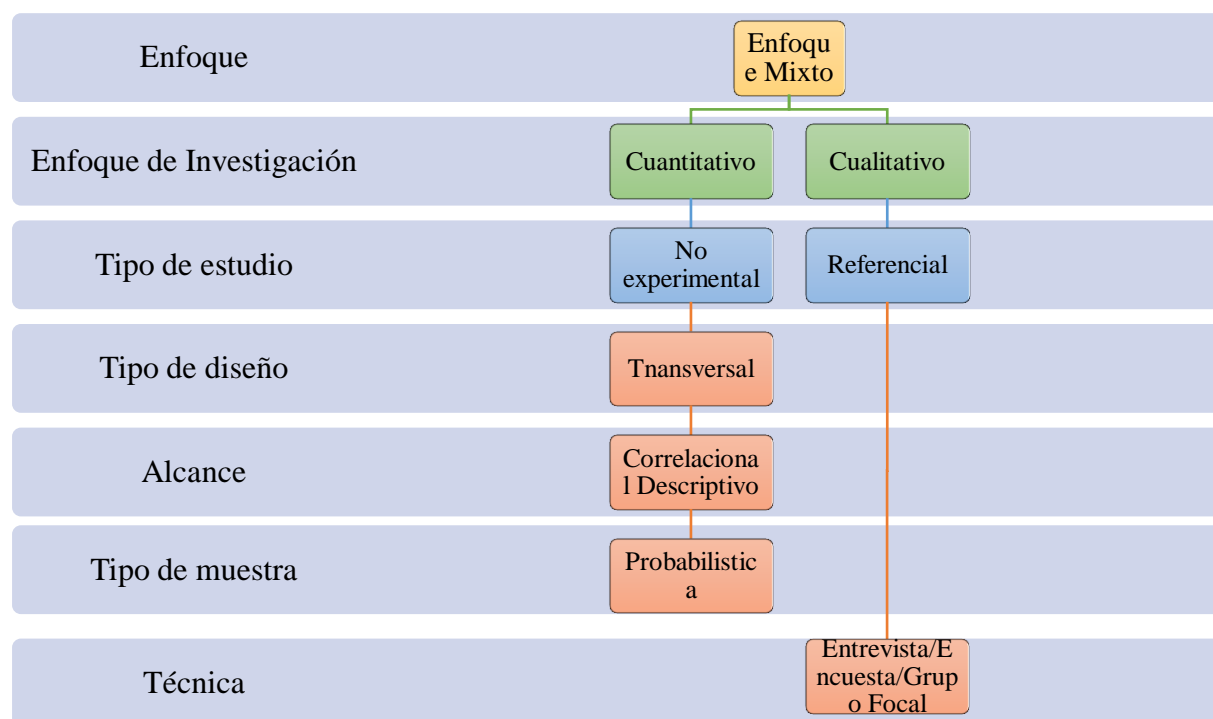 Enfoque
Enfoqu
e Mixto
Enfoque de Investigación
Cuantitativo
Cualitativo
Tipo de estudio
No
experimental
Referencial
Tipo de diseño
Tnansversal
Alcance
Correlaciona
l Descriptivo
Tipo de muestra
Probabilistic
a
Técnica
Entrevista/E
ncuesta/Grup
o Focal